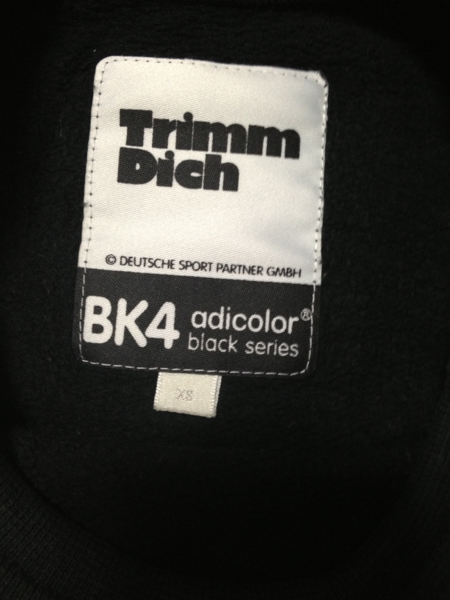 Trimm
Dich
© DEUTSCHE SPORT PARTNER GMBH
BK4 adicolor®
black series
XS